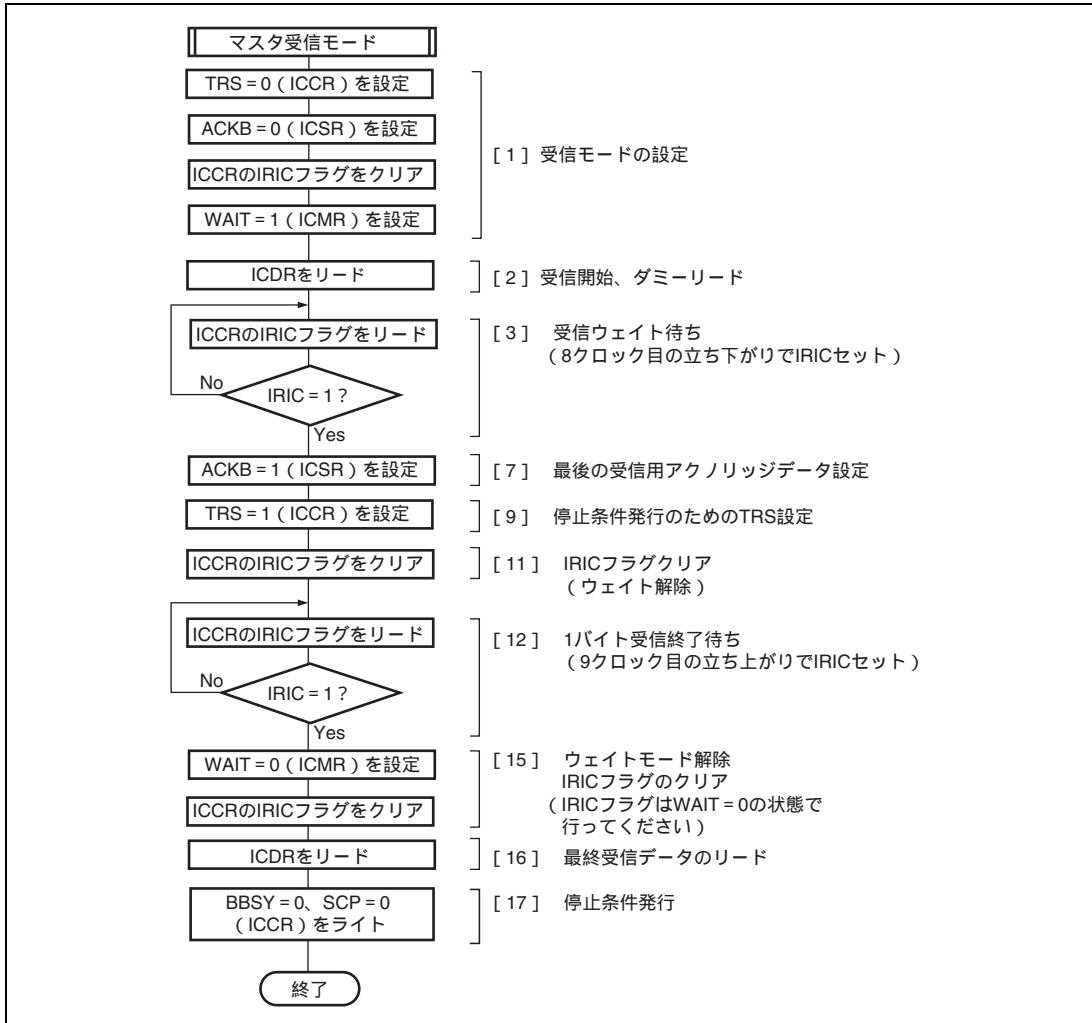 マスタ受信モード
TRS = 0 ( ICCR ) を設定
ACKB = 0 ( ICSR ) を設定
ICCRのIRICフラグをクリア
WAIT = 1 ( ICMR ) を設定
[ 1 ] 受信モードの設定
ICDRをリード
[ 2 ] 受信開始、ダミーリード
ICCRのIRICフラグをリード
[ 3 ] 受信ウェイト待ち
( 8クロック目の立ち下がりでIRICセット )
No
IRIC = 1 ?
Yes
ACKB = 1 ( ICSR ) を設定
[ 7 ] 最後の受信用アクノリッジデータ設定
TRS = 1 ( ICCR ) を設定
[ 9 ] 停止条件発行のためのTRS設定
ICCRのIRICフラグをクリア
[ 11 ] IRICフラグクリア
( ウェイト解除 )
ICCRのIRICフラグをリード
[ 12 ] 1バイト受信終了待ち
( 9クロック目の立ち上がりでIRICセット )
No
IRIC = 1 ?
Yes
WAIT = 0 ( ICMR ) を設定
[ 15 ] ウェイトモード解除
IRICフラグのクリア
( IRICフラグはWAIT = 0の状態で
行ってください )
ICCRのIRICフラグをクリア
ICDRをリード
[ 16 ] 最終受信データのリード
BBSY = 0、SCP = 0
( ICCR ) をライト
[ 17 ] 停止条件発行
終了